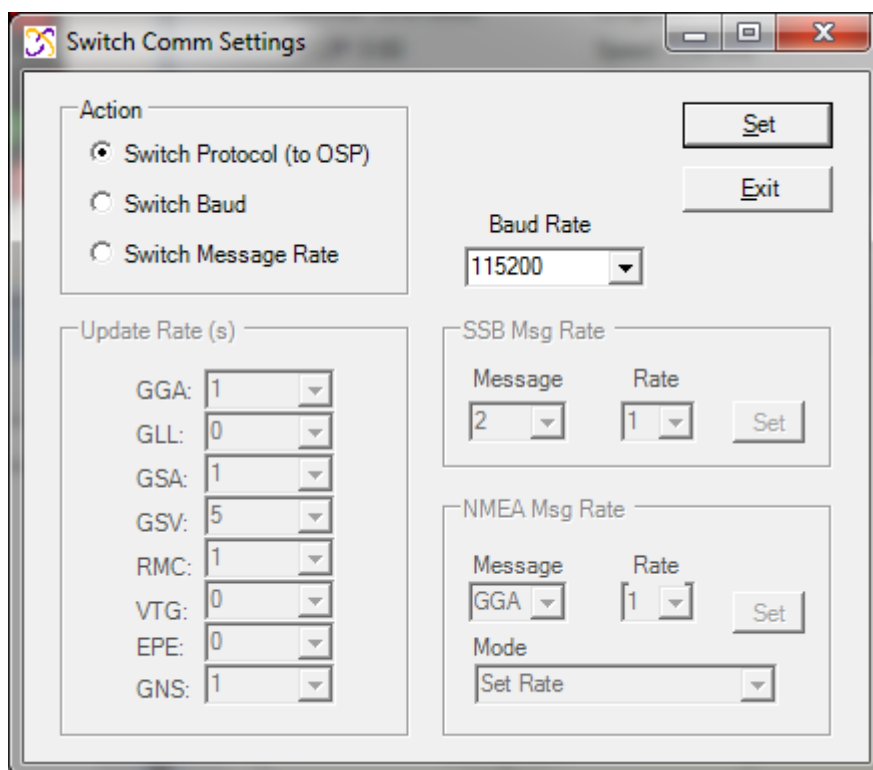 Switch Comm Settings
Action
Switch Protocol (to OSP)
Switch Baud
Switch Message Rate
Set
Exit
Baud Rate
115200
Update Rate (s)
GGA: 1
GLL: 0
GSA: 1
GSV: 5
RMC: 1
VTG: 0
EPE: 0
GNS: 1
SSB Msg Rate
Message Rate
2 1 Set
NMEA Msg Rate
Message Rate
GGA 1 Set
Mode
Set Rate